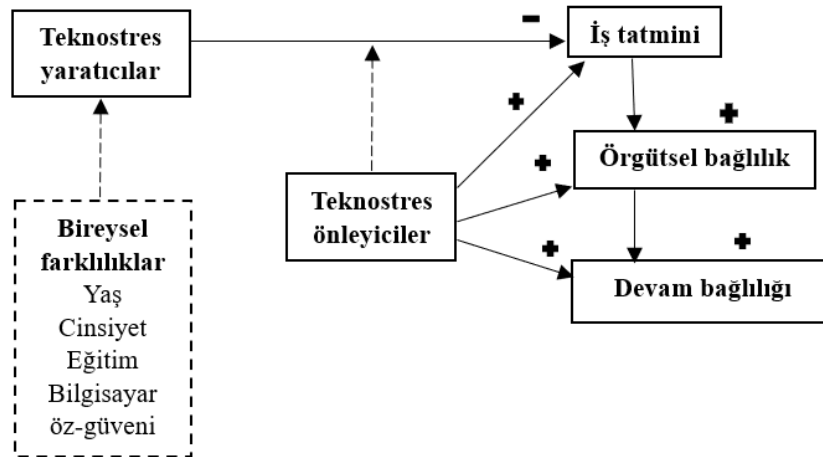 Teknostres
yaratıcılar
-
İş tatmini
+
+
Örgütsel bağlılık
+
Teknostres
önleyiciler
+
+
Devam bağlılığı
Bireysel
farklılıklar
Yaş
Cinsiyet
Eğitim
Bilgisayar
öz-güveni